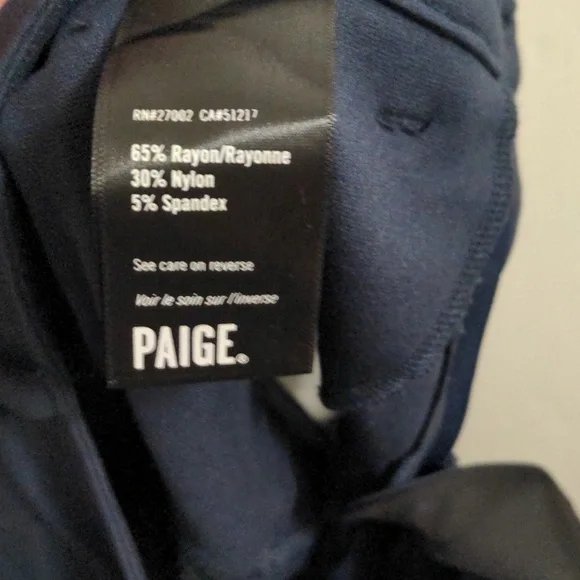 RN#27002 CA#51217
65% Rayon/Rayonne
30% Nylon
5% Spandex
See care on reverse
Voir le soin sur l'inverse
PAIGE®